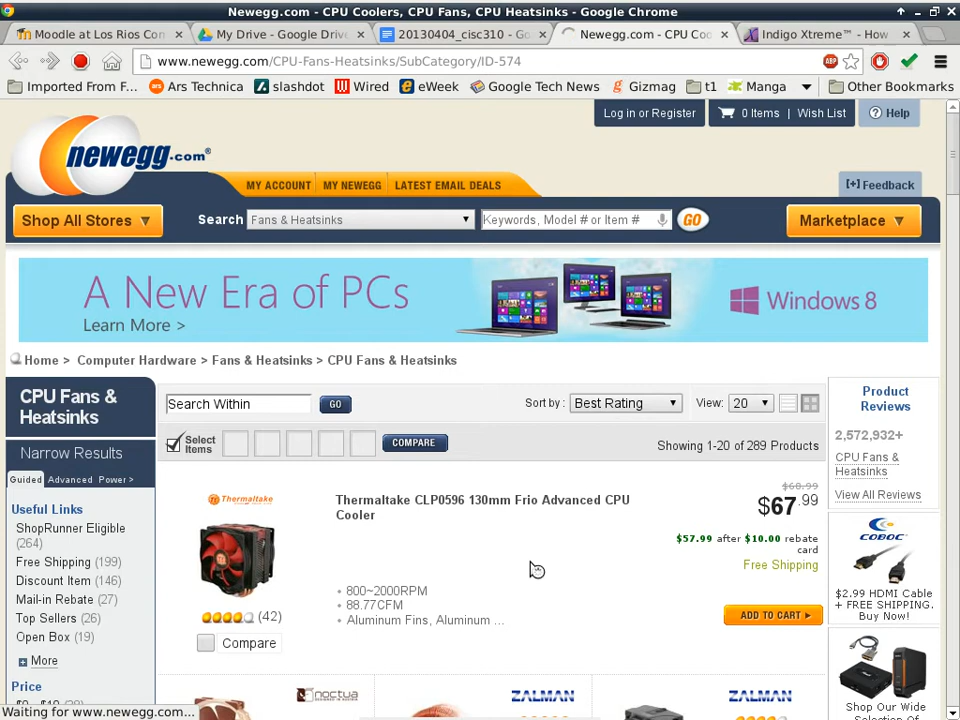 Newegg.com - CPU Coolers, CPU Fans, CPU Heatsinks - Google Chrome
Moodle at Los Rios Con
My Drive - Google Drive
20130404_cisc310 - Go
Newegg.com - CPU Coo
Indigo Xtreme™ - How
www.newegg.com/CPU-Fans-Heatsinks/SubCategory/ID-574
ABP
Imported From F...
Ars Technica
slashdot
Wired
eWeek
Google Tech News
Gizmag
t1
Manga
Other Bookmarks
Log in or Register
0 Items | Wish List
? Help
newegg.com®
MY ACCOUNT
MY NEWEGG
LATEST EMAIL DEALS
[+] Feedback
Shop All Stores
Search
Fans & Heatsinks
Keywords, Model # or Item #
GO
Marketplace
A New Era of PCs
Learn More >
Windows 8
Home > Computer Hardware > Fans & Heatsinks > CPU Fans & Heatsinks
CPU Fans & Heatsinks
Search Within
GO
Sort by :
Best Rating
View:
20
Select Items
COMPARE
Showing 1-20 of 289 Products
Narrow Results
Guided
Advanced
Power >
Useful Links
ShopRunner Eligible
(264)
Free Shipping (199)
Discount Item (146)
Mail-in Rebate (27)
Top Sellers (26)
Open Box (19)
More
Price
Thermaltake
Thermaltake CLP0596 130mm Frio Advanced CPU
Cooler
800~2000RPM
88.77CFM
Aluminum Fins, Aluminum ...
(42)
Compare
$68.99
$67.99
$57.99 after $10.00 rebate
card
Free Shipping
ADD TO CART
noctua
ZALMAN
ZALMAN
Product
Reviews
2,572,932+
CPU Fans &
Heatsinks
View All Reviews
COBOC
$2.99 HDMI Cable
+ FREE SHIPPING.
Buy Now!
Shop Our Wide
Selection Of
Waiting for www.newegg.com...